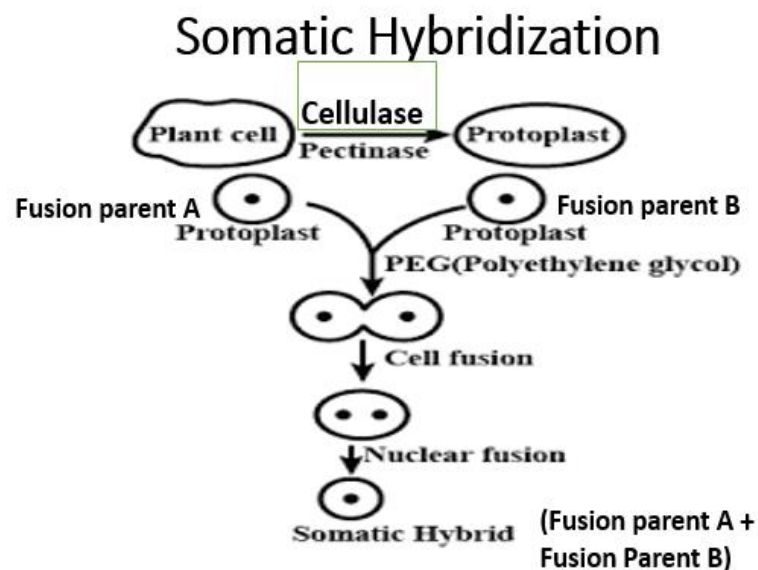 Somatic Hybridization
Cellulase
Plant cell
Protoplast
Pectinase
Fusion parent A
Fusion parent B
Protoplast
Protoplast
PEG(Polyethylene glycol)
Cell fusion
Nuclear fusion
Somatic Hybrid
(Fusion parent A +
Fusion Parent B)